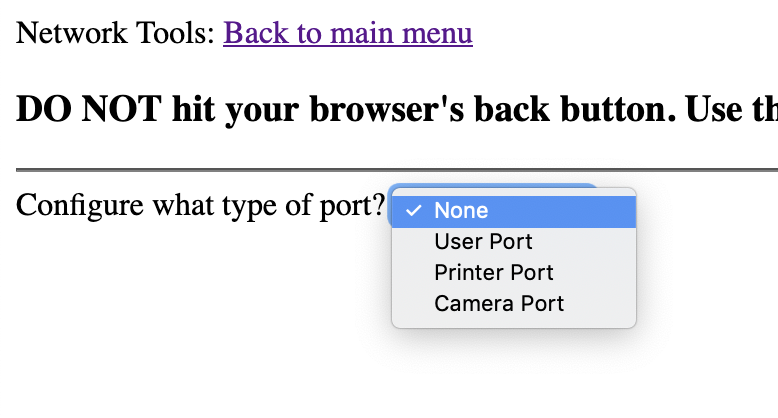 Network Tools: Back to main menu
DO NOT hit your browser's back button. Use
Configure what type of port? None
User Port
Printer Port
Camera Port